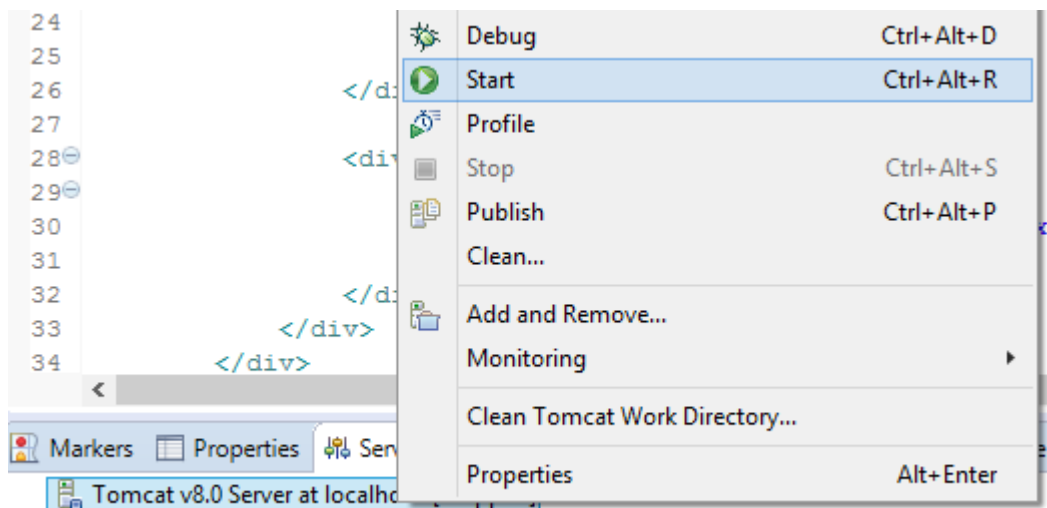 24
Debug Ctrl+Alt+D
25
26 </di Start Ctrl+Alt+R
27 Profile
28 <div Stop Ctrl+Alt+S
29
30 Publish Ctrl+Alt+P
31 Clean...
32 </di Add and Remove...
33 </div>
34 </div> Monitoring
Clean Tomcat Work Directory...
Markers Properties Serv
Properties Alt+Enter
Tomcat v8.0 Server at localho